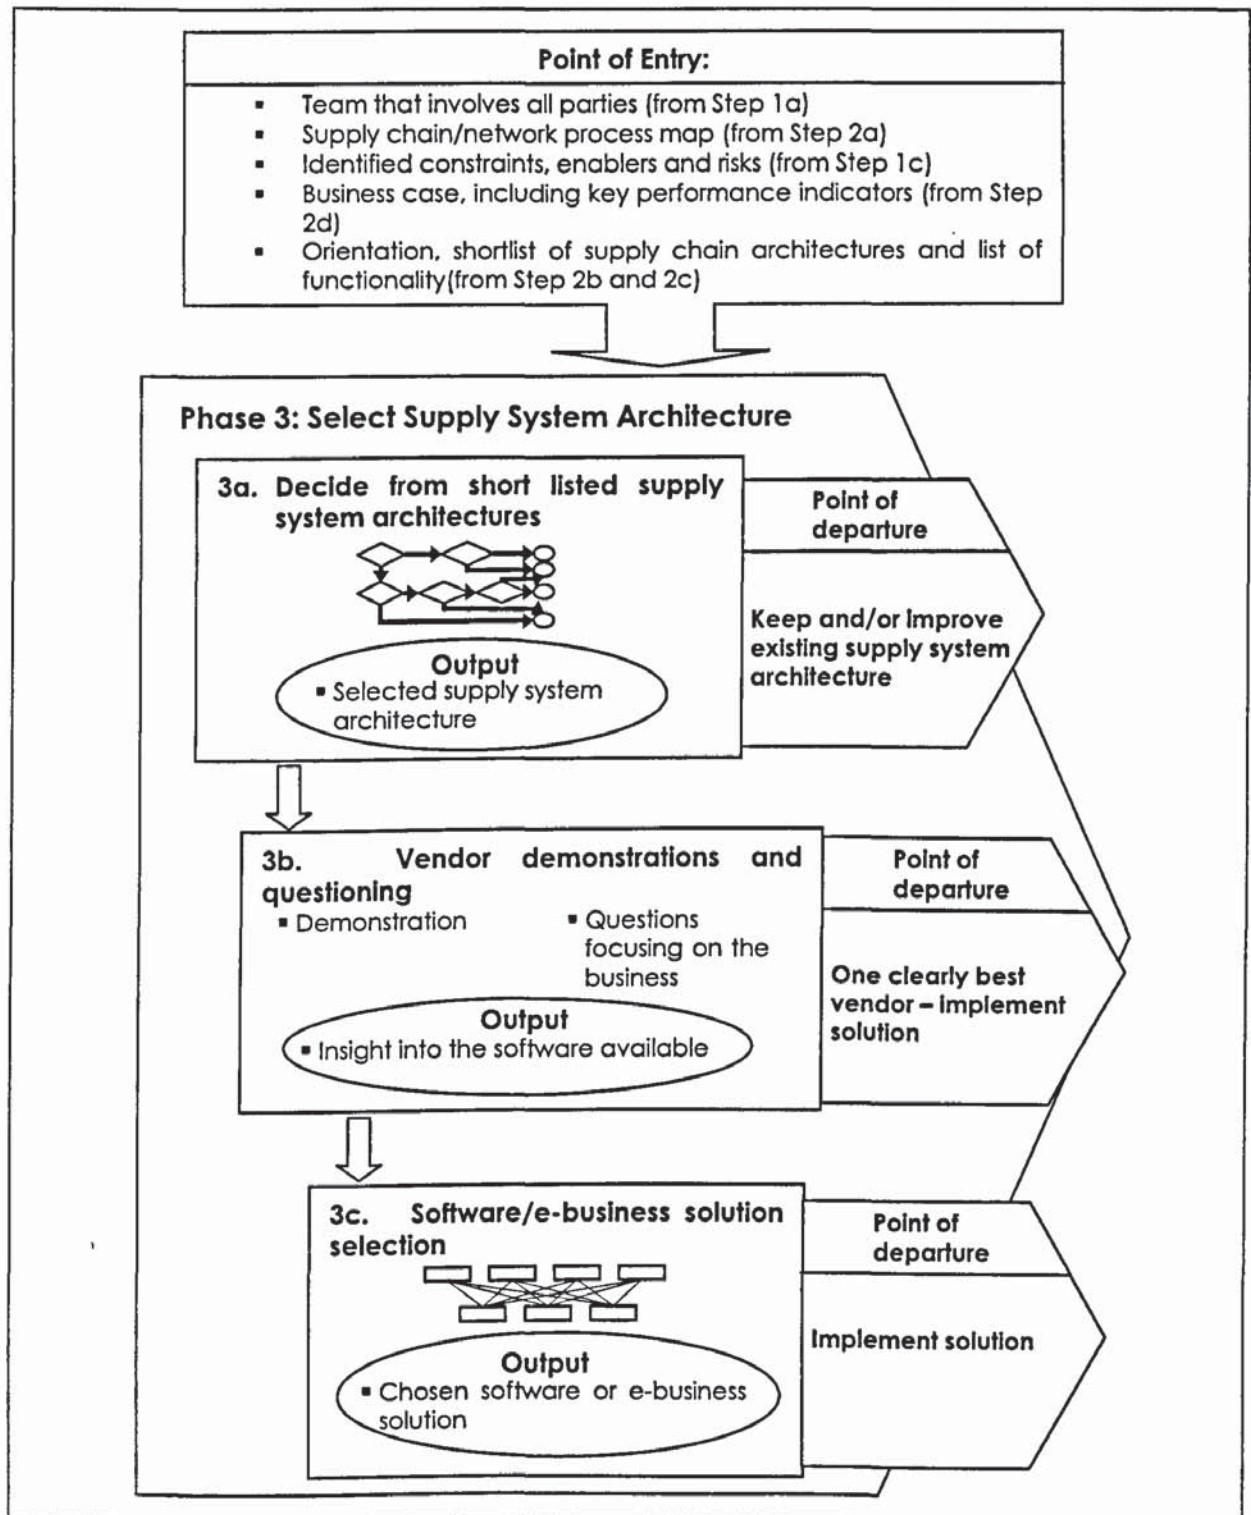 Point of Entry:
▪ Team that involves all parties (from Step 1a)
▪ Supply chain/network process map (from Step 2a)
▪ Identified constraints, enablers and risks (from Step 1c)
▪ Business case, including key performance indicators (from Step
2d)
▪ Orientation, shortlist of supply chain architectures and list of
functionality(from Step 2b and 2c)
Phase 3: Select Supply System Architecture
3a. Decide from short listed supply
system architectures
Output
▪ Selected supply system
architecture
Point of
departure
Keep and/or improve
existing supply system
architecture
3b. Vendor demonstrations and
questioning
▪ Demonstration
▪ Questions
focusing on the
business
Output
▪ Insight into the software available
Point of
departure
One clearly best
vendor – implement
solution
3c. Software/e-business solution
selection
Output
▪ Chosen software or e-business
solution
Point of
departure
Implement solution